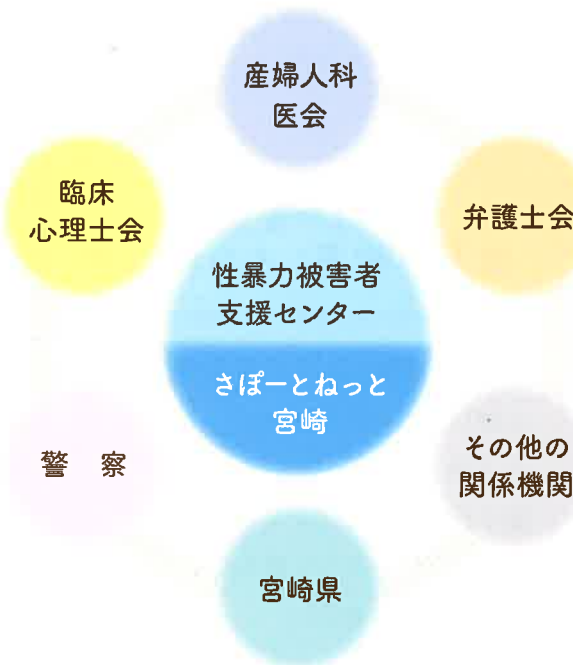 産婦人科
医会
臨床
心理士会
弁護士会
性暴力被害者
支援センター
さぽーとねっと
宮崎
警　察
その他の
関係機関
宮崎県